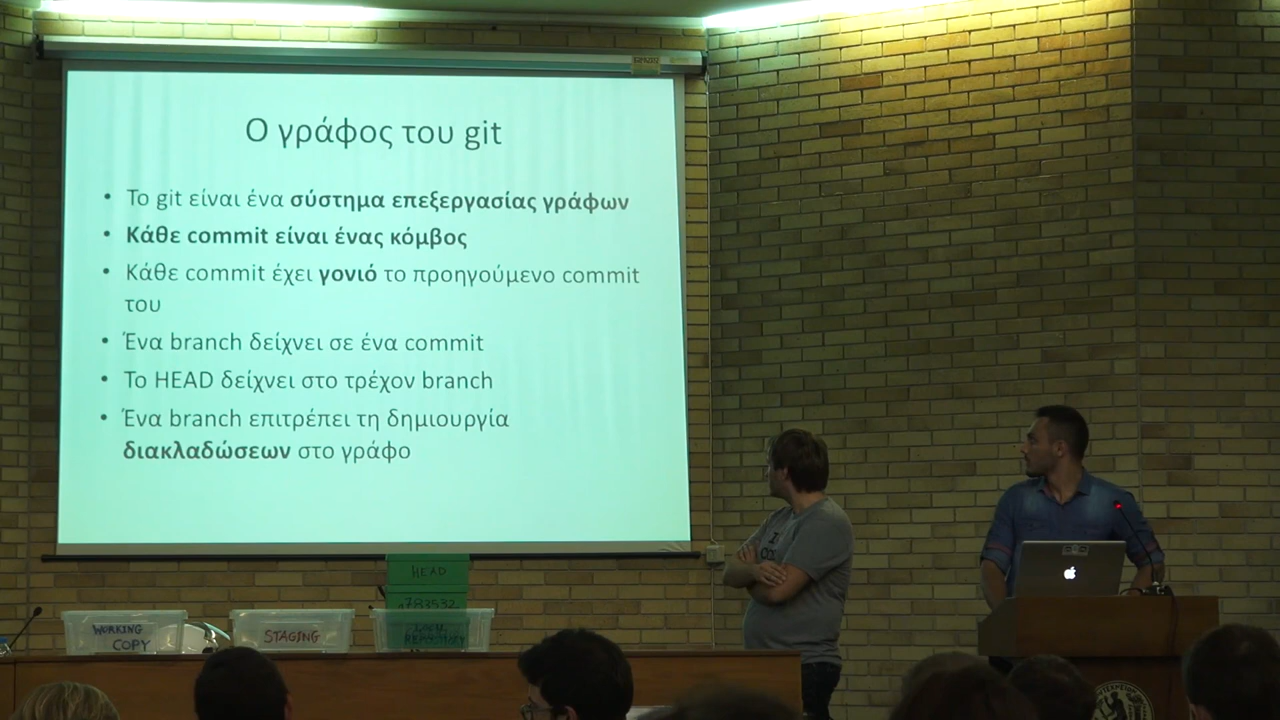 Ο γράφος του git
• Το git είναι ένα σύστημα επεξεργασίας γράφων
• Κάθε commit είναι ένας κόμβος
• Κάθε commit έχει γονιό το προηγούμενο commit
του
• Ένα branch δείχνει σε ένα commit
• Το HEAD δείχνει στο τρέχον branch
• Ένα branch επιτρέπει τη δημιουργία
διακλαδώσεων στο γράφο
HEAD
LOCAL
REPOSITORY
WORKING
COPY
STAGING